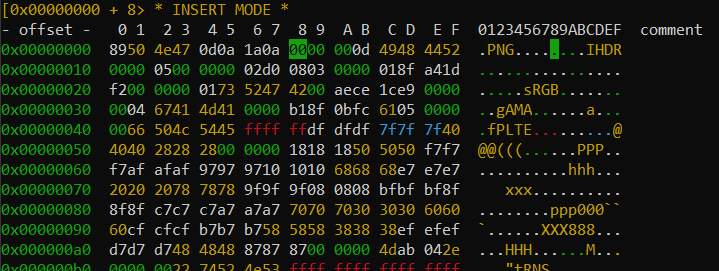 [0x00000000 + 8> * INSERT MODE *
- offset -   0 1  2 3  4 5  6 7  8 9  A B  C D  E F  0123456789ABCDEF  comment
0x00000000  8950 4e47 0d0a 1a0a 0000 000d 4948 4452  .PNG........IHDR
0x00000010  0000 0500 0000 02d0 0803 0000 018f a41d  ................
0x00000020  f200 0000 0173 5247 4200 aece 1ce9 0000  .....sRGB.......
0x00000030  0004 6741 4d41 0000 b18f 0bfc 6105 0000  ..gAMA......a...
0x00000040  0066 504c 5445 ffff ffdf dfdf 7f7f 7f40  .fPLTE.........@
0x00000050  4040 2828 2800 0000 1818 1850 5050 f7f7  @@(((......PPP..
0x00000060  f7af afaf 9797 9710 1010 6868 68e7 e7e7  ..........hhh...
0x00000070  2020 2078 7878 9f9f 9f08 0808 bfbf bf8f     xxx..........
0x00000080  8f8f c7c7 c7a7 a7a7 7070 7030 3030 6060  .........ppp000``
0x00000090  60cf cfcf b7b7 b758 5858 3838 38ef efef  `......XXX888...
0x000000a0  d7d7 d748 4848 8787 8700 0000 4dab 042e  ...HHH......M...
0x000000b0  0000 0022 7452 4e53 ffff ffff ffff ffff  ..."tRNS........